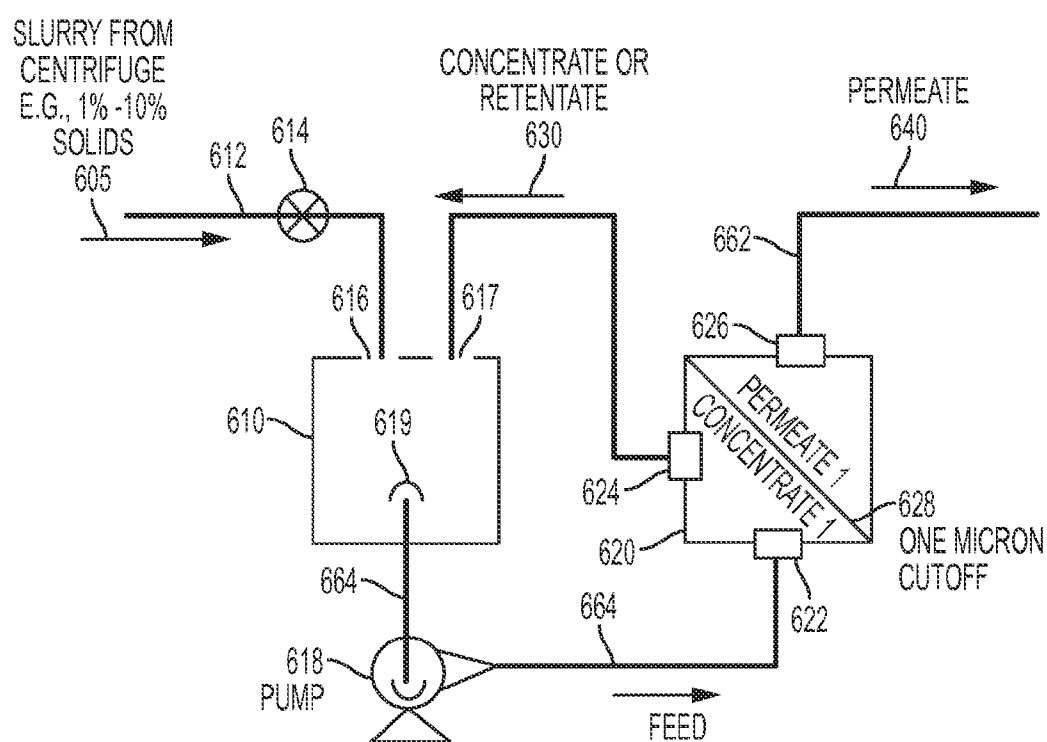 SLURRY FROM
CENTRIFUGE
E.G., 1% -10%
SOLIDS
605
612
614
CONCENTRATE OR
RETENTATE
630
PERMEATE
640
662
616
617
626
610
619
PERMEATE 1
CONCENTRATE 1
624
628
ONE MICRON
CUTOFF
620
622
664
664
618
PUMP
FEED